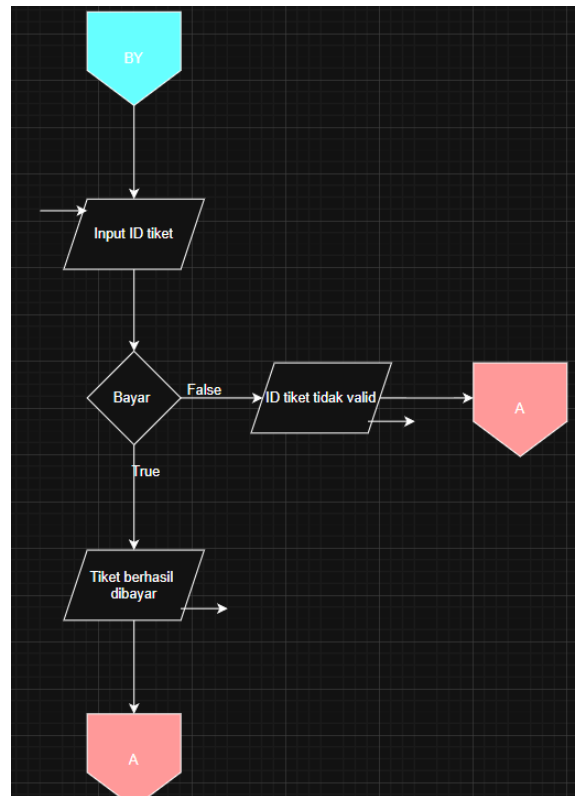 BY
Input ID tiket
Bayar
False
ID tiket tidak valid
A
True
Tiket berhasil
dibayar
A